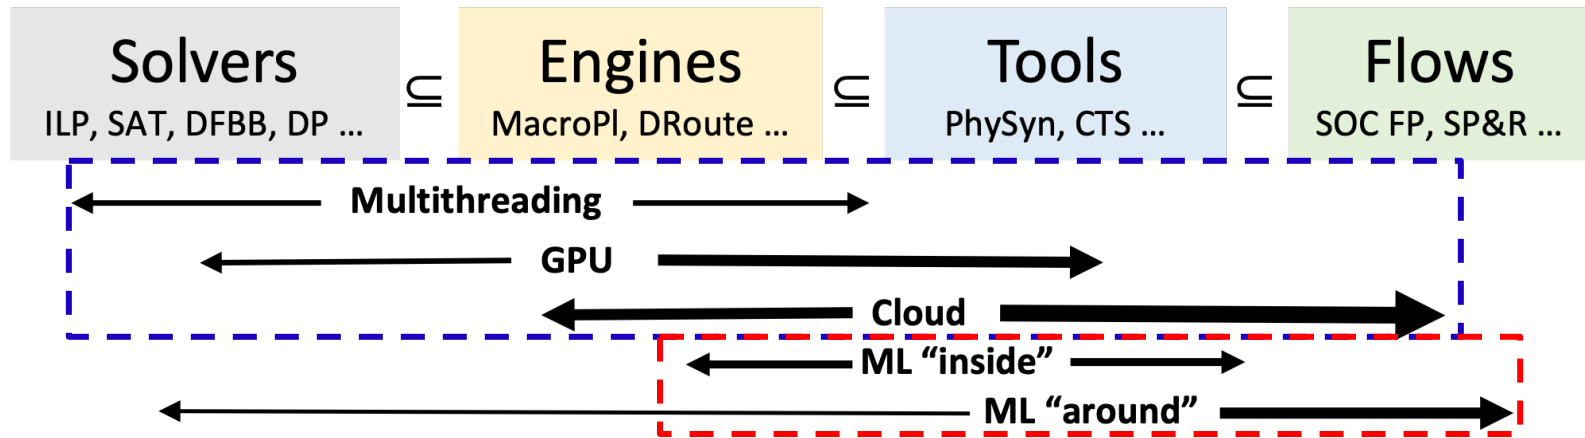 Solvers
ILP, SAT, DFBB, DP ...
⊆
Engines
MacroPl, DRoute ...
⊆
Tools
PhySyn, CTS ...
⊆
Flows
SOC FP, SP&R ...
Multithreading
GPU
Cloud
ML “inside”
ML “around”